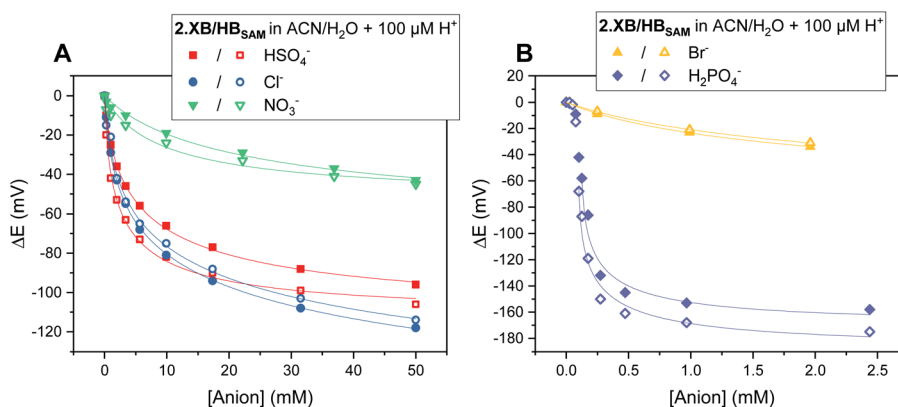 A
2.XB/HB_SAM in ACN/H₂O + 100 µM H⁺
/ HSO₄⁻
/ Cl⁻
/ NO₃⁻
0
-20
-40
-60
-80
-100
-120
ΔE (mV)
0 10 20 30 40 50
[Anion] (mM)
B
2.XB/HB_SAM in ACN/H₂O + 100 µM H⁺
/ Br⁻
/ H₂PO₄⁻
20
0
-20
-40
-60
-80
-100
-120
-140
-160
-180
ΔE (mV)
0.0 0.5 1.0 1.5 2.0 2.5
[Anion] (mM)